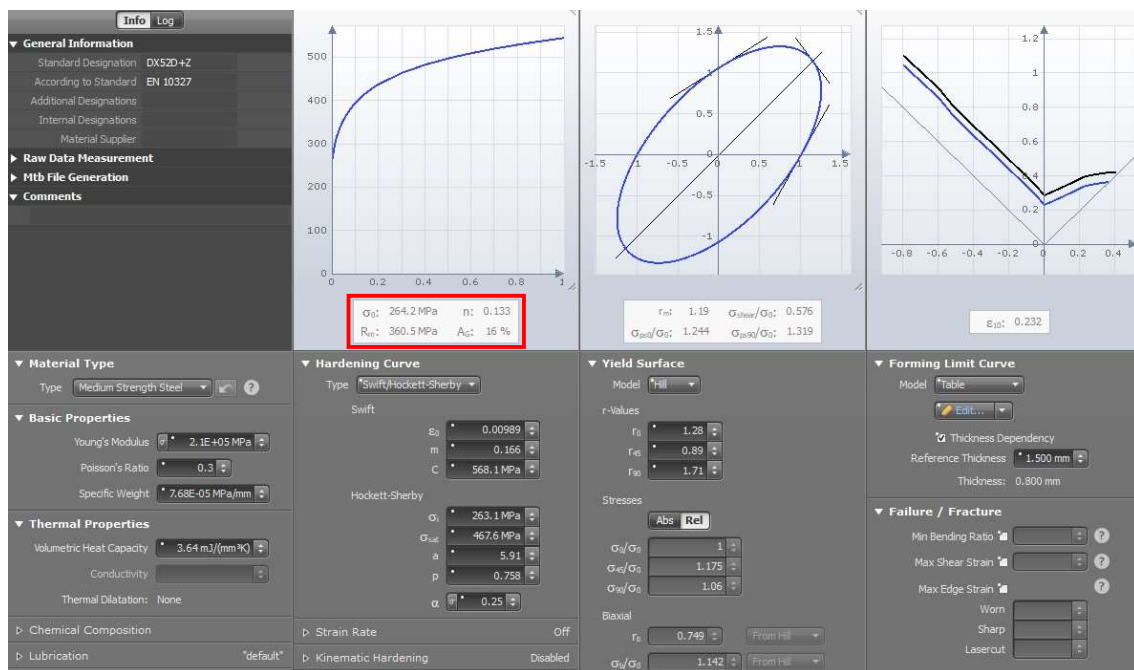 Info Log
General Information
Standard Designation DX52D+Z
According to Standard EN 10327
Additional Designations
Internal Designations
Material Supplier
Raw Data Measurement
Mtb File Generation
Comments
500
400
300
200
100
0
0.2 0.4 0.6 0.8 1
σ₀: 264.2 MPa n: 0.133
Rₘ: 360.5 MPa A_G: 16 %
1.5
1
0.5
-1.5 -1 -0.5 0 0.5 1 1.5
-0.5
-1
rₘ: 1.19 σshear/σ₀: 0.576
σps0/σ₀: 1.244 σps90/σ₀: 1.319
1.2
1
0.8
0.6
0.4
0.2
0
-0.8 -0.6 -0.4 -0.2 0 0.2 0.4
ε₁₀: 0.232
Material Type
Type Medium Strength Steel ?
Basic Properties
Young's Modulus σ 2.1E+05 MPa
Poisson's Ratio 0.3
Specific Weight 7.68E-05 MPa/mm
Thermal Properties
Volumetric Heat Capacity 3.64 mJ/(mm³K)
Conductivity
Thermal Dilatation: None
Chemical Composition
Lubrication "default"
Hardening Curve
Type Swift/Hockett-Sherby
Swift
ε₀ 0.00989
m 0.166
C 568.1 MPa
Hockett-Sherby
σᵢ 263.1 MPa
σsat 467.6 MPa
a 5.91
p 0.758
α σ 0.25
Strain Rate Off
Kinematic Hardening Disabled
Yield Surface
Model Hill
r-Values
r₀ 1.28
r₄₅ 0.89
r₉₀ 1.71
Stresses
Abs Rel
σ₀/σ₀ 1
σ₄₅/σ₀ 1.175
σ₉₀/σ₀ 1.06
Biaxial
r_b 0.749 From Hill
σ_b/σ₀ 1.142 From Hill
Forming Limit Curve
Model Table
Edit...
Thickness Dependency
Reference Thickness 1.500 mm
Thickness: 0.800 mm
Failure / Fracture
Min Bending Ratio ?
Max Shear Strain ?
Max Edge Strain ?
Worn
Sharp
Lasercut